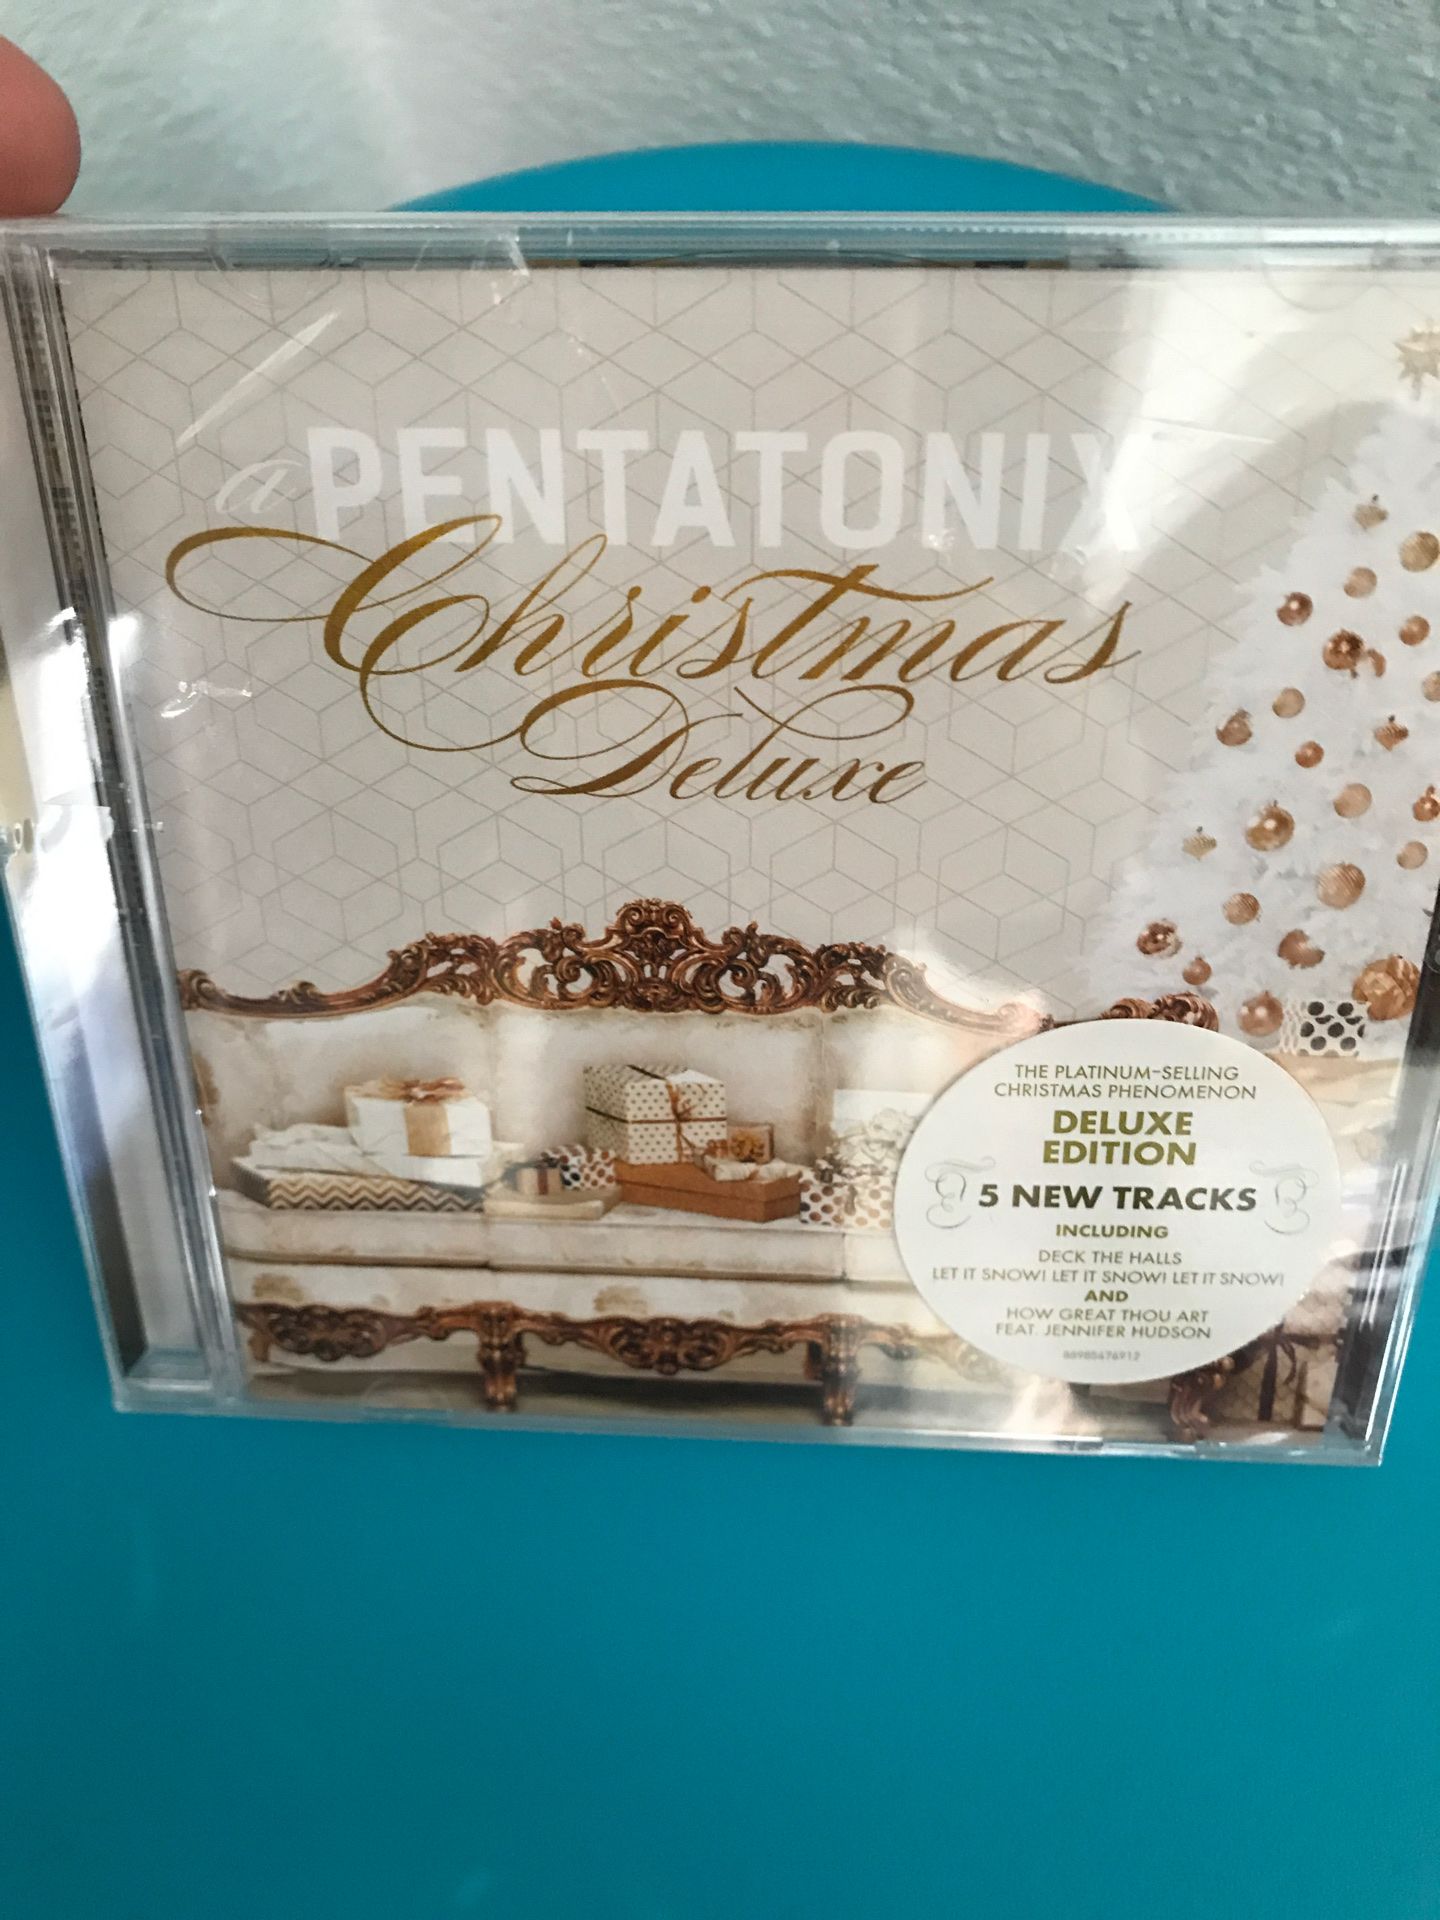 a PENTATONIX
Christmas
Deluxe
THE PLATINUM-SELLING
CHRISTMAS PHENOMENON
DELUXE
EDITION
5 NEW TRACKS
INCLUDING
DECK THE HALLS
LET IT SNOW! LET IT SNOW! LET IT SNOW!
AND
HOW GREAT THOU ART
FEAT. JENNIFER HUDSON
88985476912